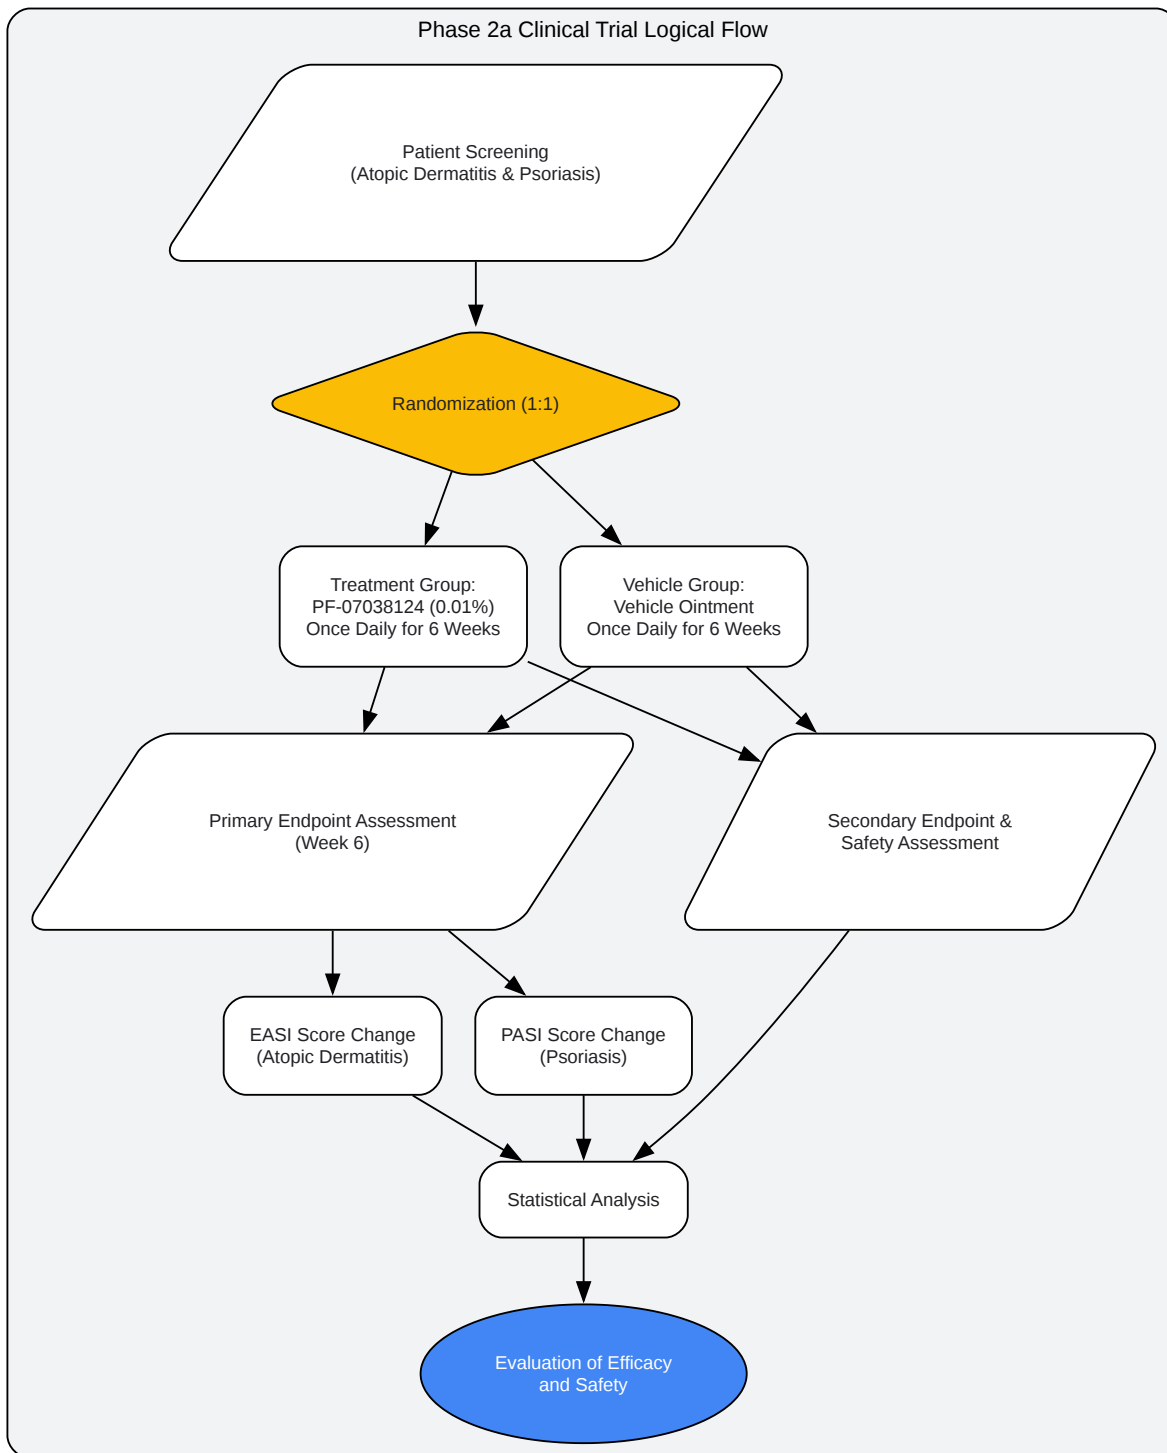 Phase 2a Clinical Trial Logical Flow
Patient Screening
(Atopic Dermatitis & Psoriasis)
Randomization (1:1)
Treatment Group:
PF-07038124 (0.01%)
Once Daily for 6 Weeks
Vehicle Group:
Vehicle Ointment
Once Daily for 6 Weeks
Primary Endpoint Assessment
(Week 6)
Secondary Endpoint &
Safety Assessment
EASI Score Change
(Atopic Dermatitis)
PASI Score Change
(Psoriasis)
Statistical Analysis
Evaluation of Efficacy
and Safety